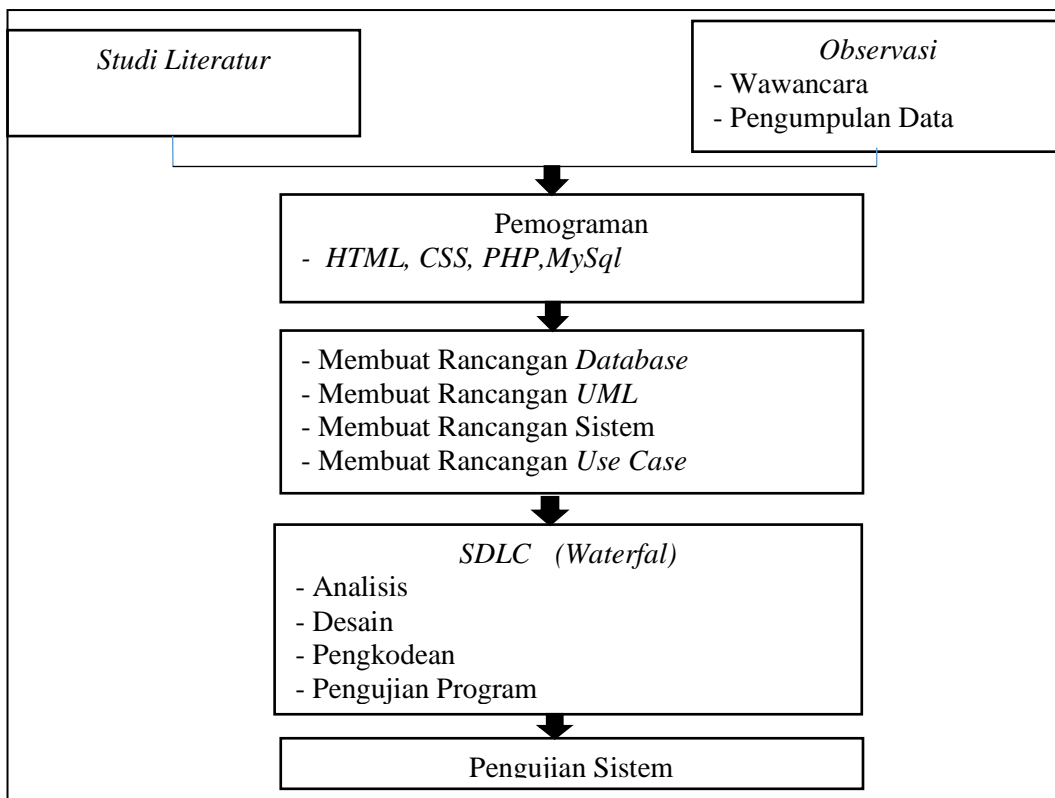 Studi Literatur
Observasi
- Wawancara
- Pengumpulan Data
Pemograman
- HTML, CSS, PHP,MySql
- Membuat Rancangan Database
- Membuat Rancangan UML
- Membuat Rancangan Sistem
- Membuat Rancangan Use Case
SDLC (Waterfal)
- Analisis
- Desain
- Pengkodean
- Pengujian Program
Pengujian Sistem